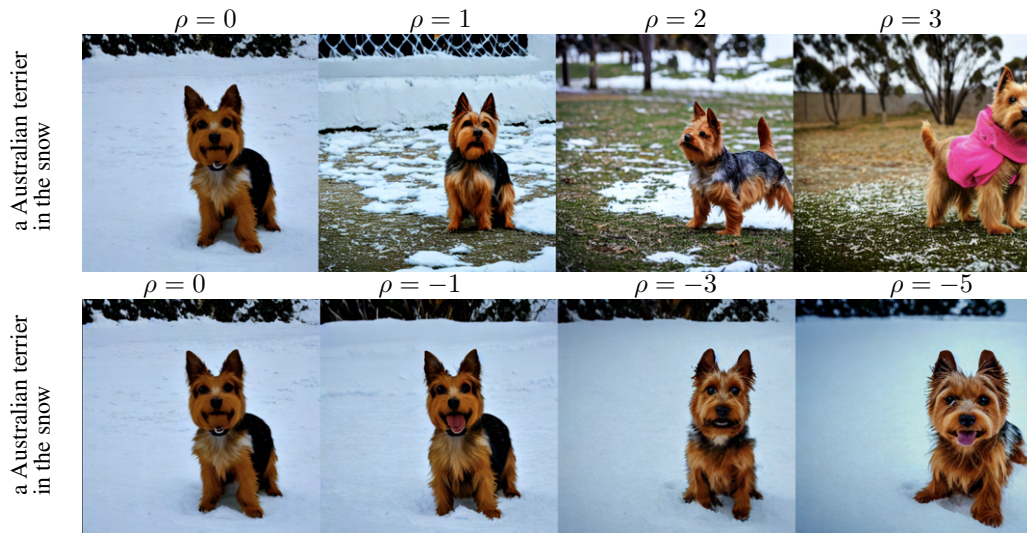 ρ = 0 ρ = 1 ρ = 2 ρ = 3
a Australian terrier
in the snow
ρ = 0 ρ = −1 ρ = −3 ρ = −5
a Australian terrier
in the snow